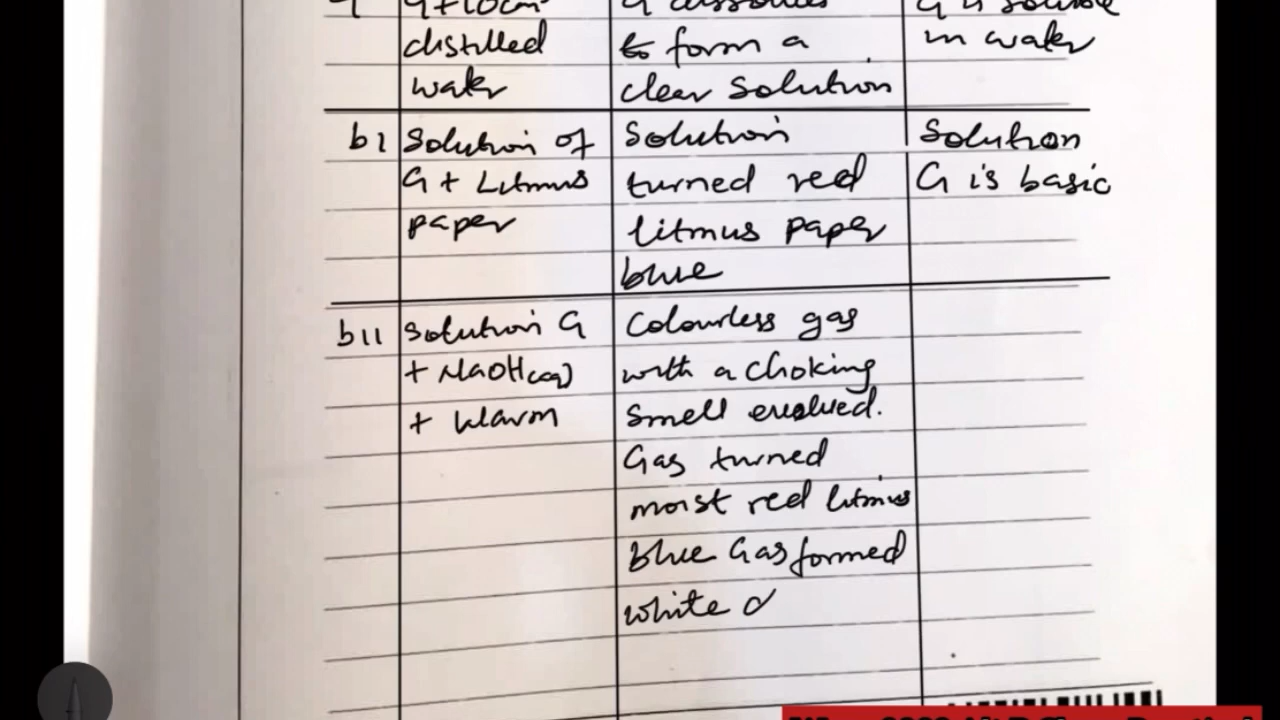 distilled to form a in water
water clear solution
b1 Solution of Solution Solution
G + Litmus turned red G is basic
paper litmus paper
blue
b11 Solution G Colourless gas
+ NaOH(aq) with a choking
+ Warm smell evolved.
Gas turned
moist red litmus
blue Gas formed
white